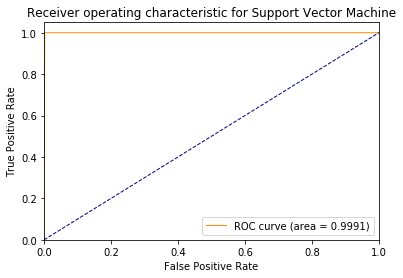 Receiver operating characteristic for Support Vector Machine
1.0
0.8
0.6
0.4
0.2
0.0
True Positive Rate
ROC curve (area = 0.9991)
0.0 0.2 0.4 0.6 0.8 1.0
False Positive Rate